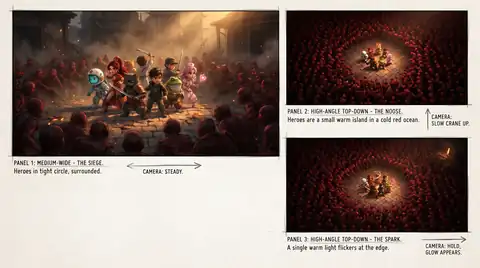 PANEL 1: MEDIUM-WIDE - THE SIEGE.
Heroes in tight circle, surrounded.
CAMERA: STEADY.
PANEL 2: HIGH-ANGLE TOP-DOWN - THE NOOSE.
Heroes are a small warm island in a cold red ocean.
CAMERA:
SLOW CRANE UP.
PANEL 3: HIGH-ANGLE TOP-DOWN - THE SPARK.
A single warm light flickers at the edge.
CAMERA: HOLD,
GLOW APPEARS.